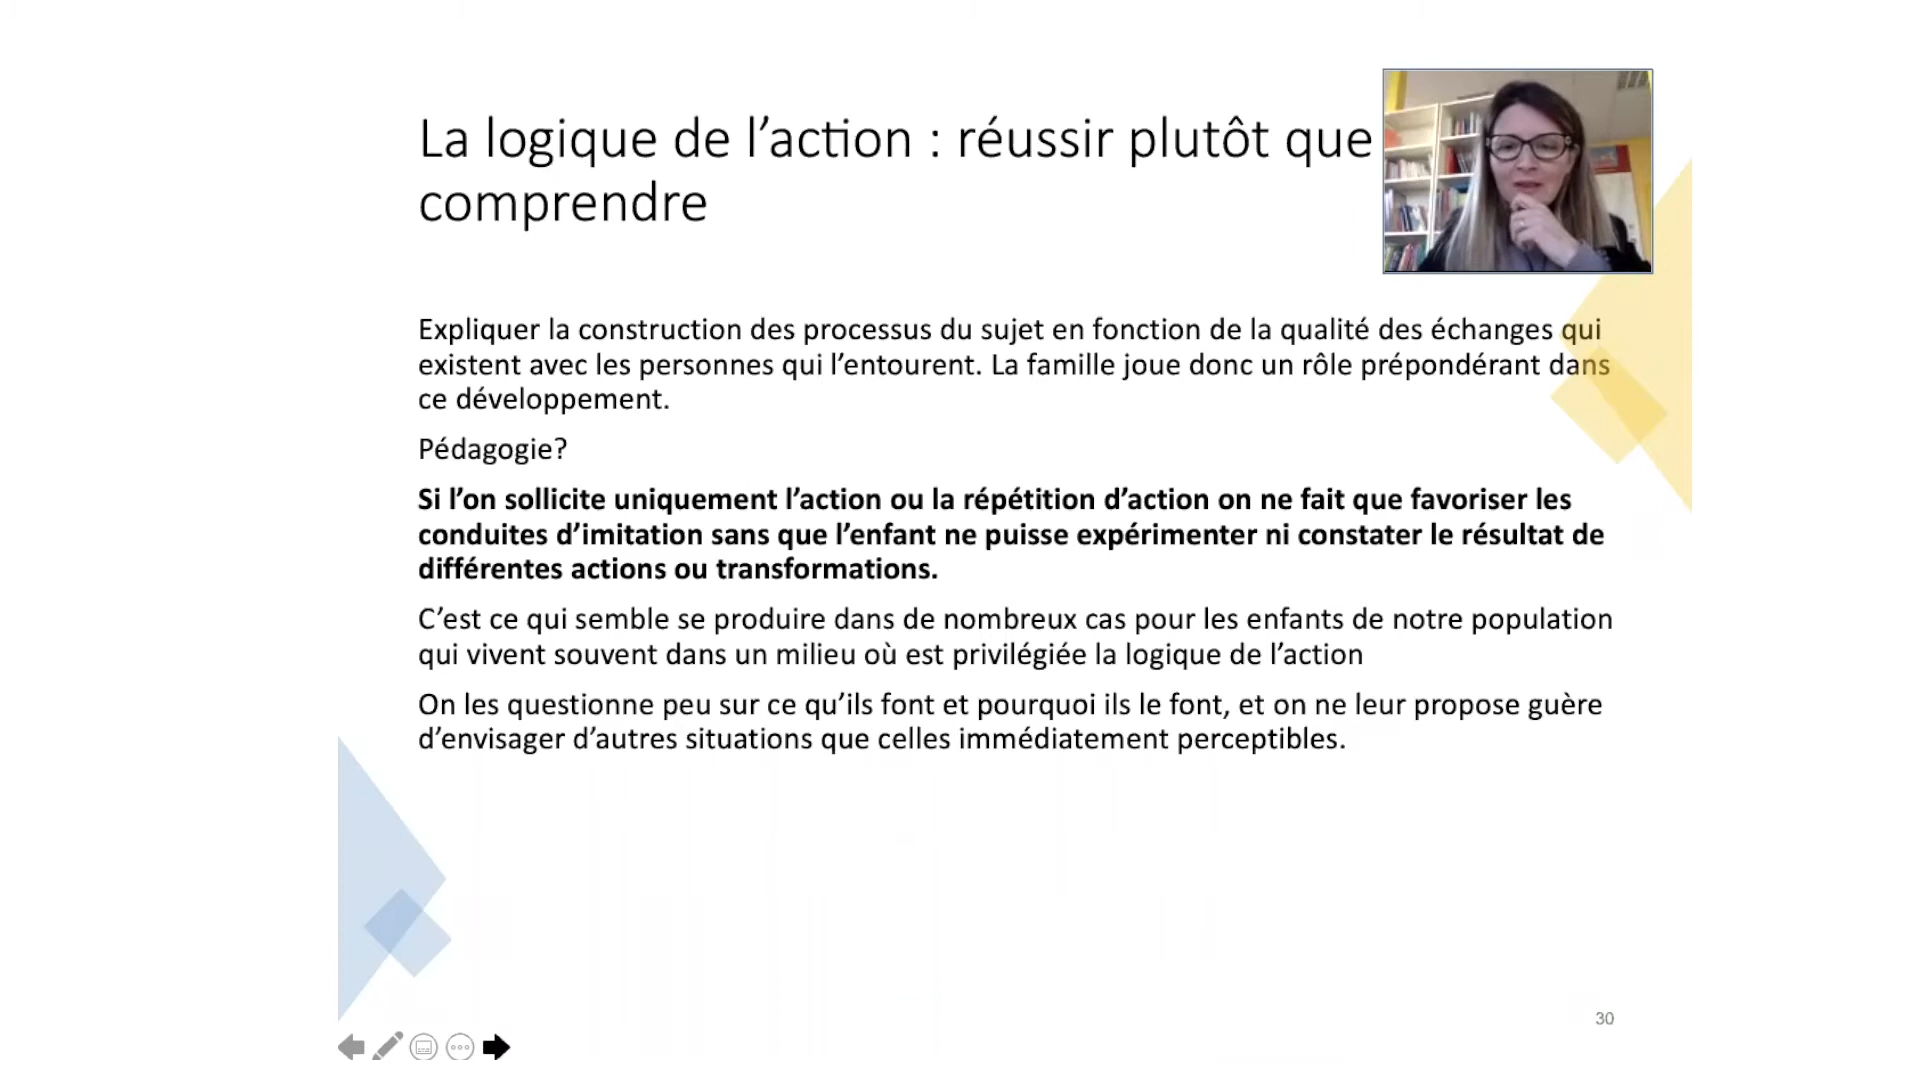 La logique de l’action : réussir plutôt que
comprendre
Expliquer la construction des processus du sujet en fonction de la qualité des échanges qui
existent avec les personnes qui l’entourent. La famille joue donc un rôle prépondérant dans
ce développement.
Pédagogie?
Si l’on sollicite uniquement l’action ou la répétition d’action on ne fait que favoriser les
conduites d’imitation sans que l’enfant ne puisse expérimenter ni constater le résultat de
différentes actions ou transformations.
C’est ce qui semble se produire dans de nombreux cas pour les enfants de notre population
qui vivent souvent dans un milieu où est privilégiée la logique de l’action
On les questionne peu sur ce qu’ils font et pourquoi ils le font, et on ne leur propose guère
d’envisager d’autres situations que celles immédiatement perceptibles.
30